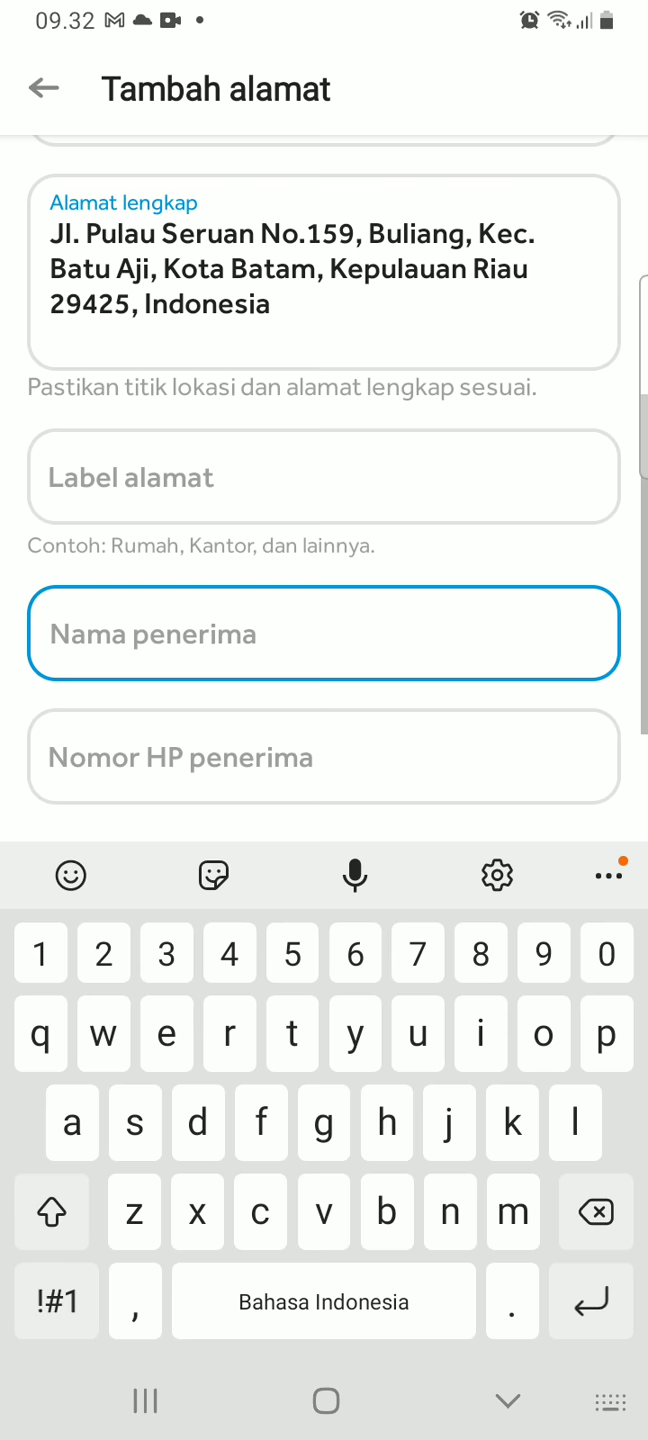 09.32
Tambah alamat
Alamat lengkap
Jl. Pulau Seruan No.159, Buliang, Kec.
Batu Aji, Kota Batam, Kepulauan Riau
29425, Indonesia
Pastikan titik lokasi dan alamat lengkap sesuai.
Label alamat
Contoh: Rumah, Kantor, dan lainnya.
Nama penerima
Nomor HP penerima
1 2 3 4 5 6 7 8 9 0
q w e r t y u i o p
a s d f g h j k l
z x c v b n m
!#1 , Bahasa Indonesia .